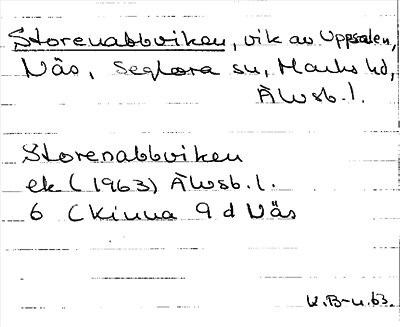 Storenabbviken, vik av Uppsalen,
Näs, Seglora sn, Marks hd,
Älvsb. l.
Storenabbviken
ek (1963) Älvsb. l.
6 (Kinna 9 d Näs
K.B-n.63.